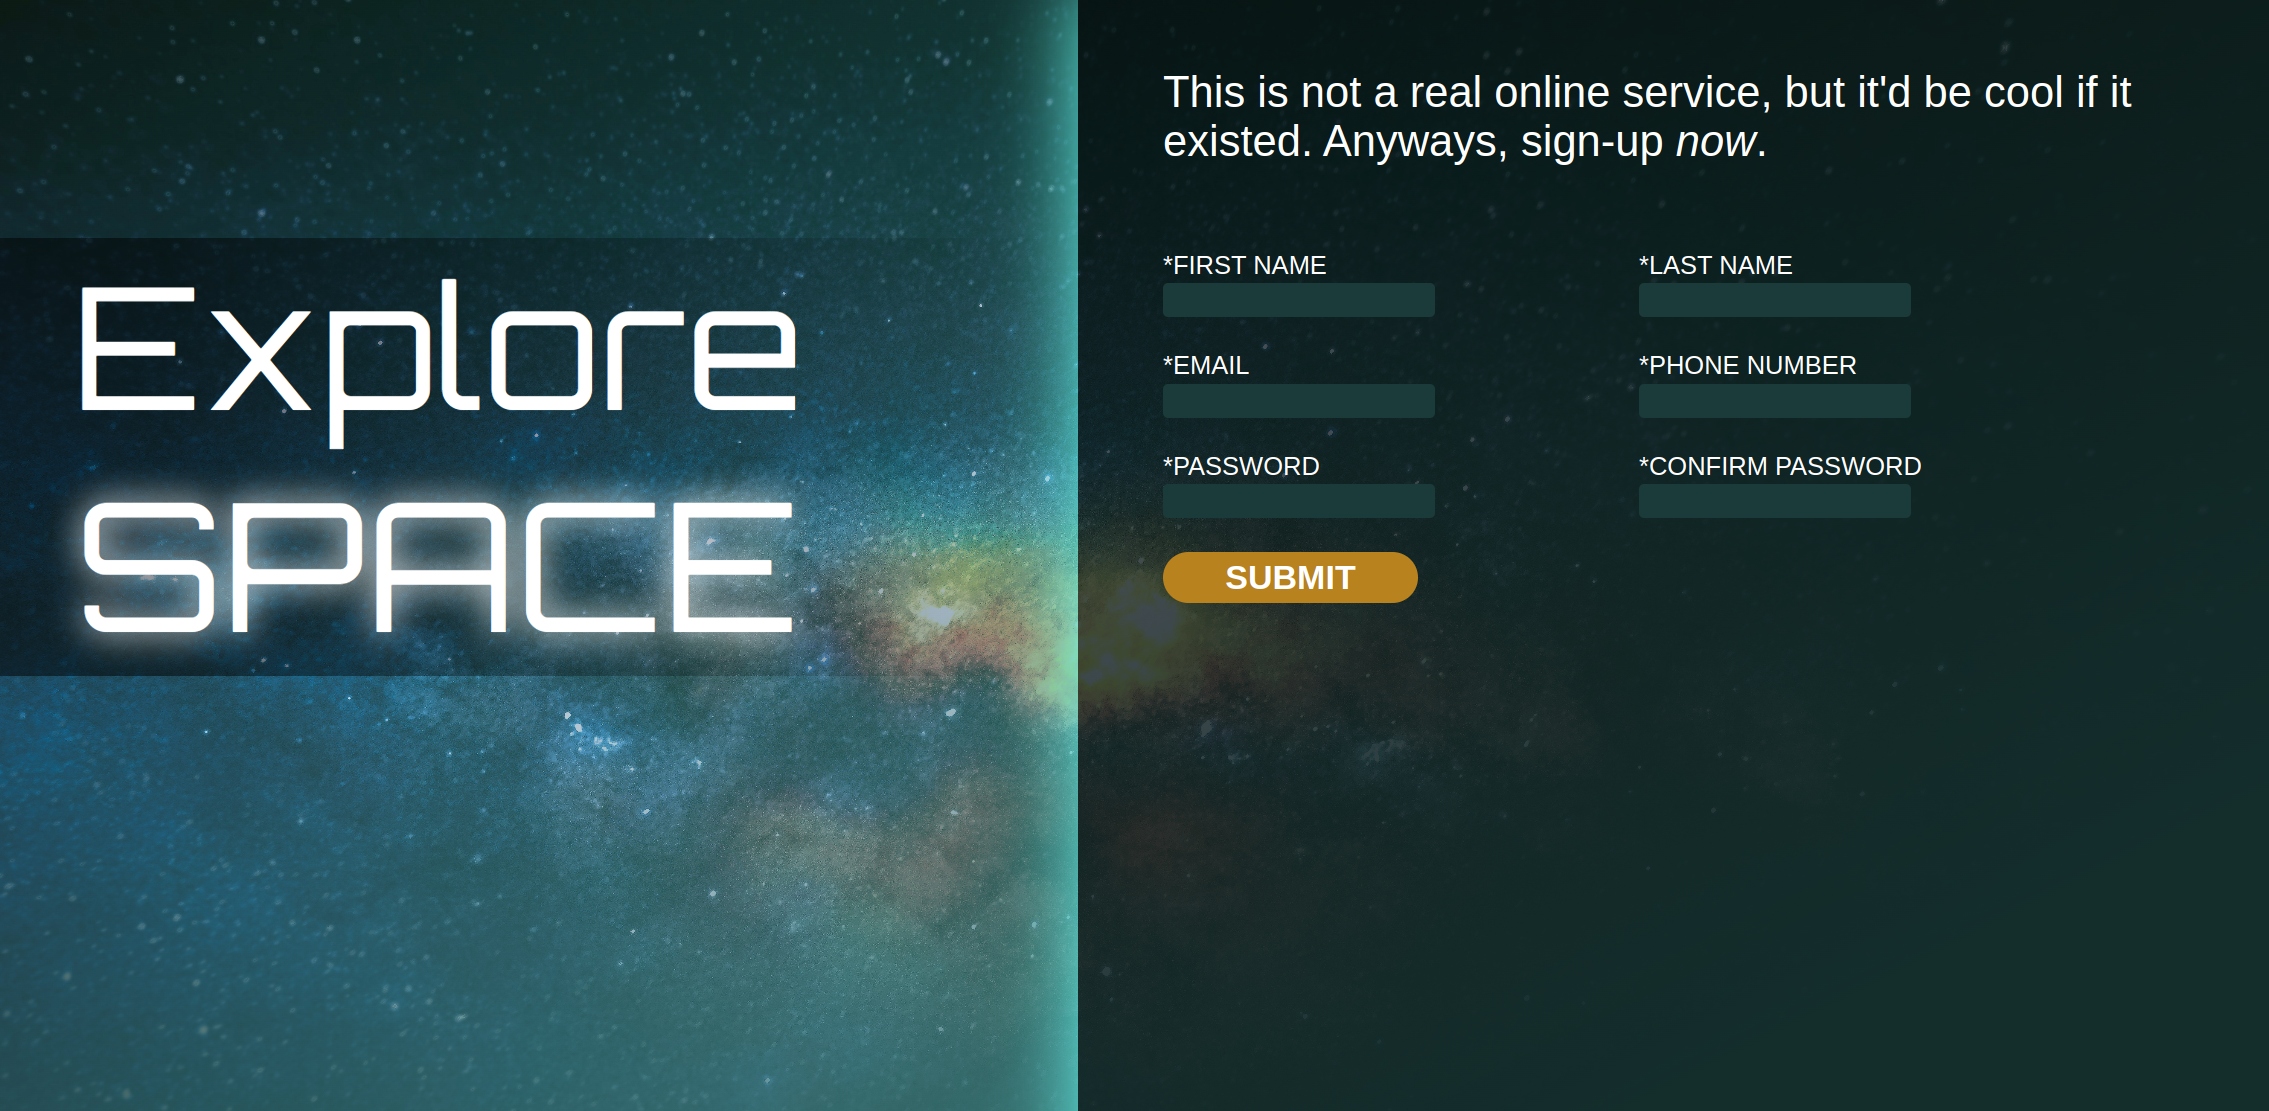 Explore
SPACE
This is not a real online service, but it'd be cool if it
existed. Anyways, sign-up now.
*FIRST NAME
*LAST NAME
*EMAIL
*PHONE NUMBER
*PASSWORD
*CONFIRM PASSWORD
SUBMIT